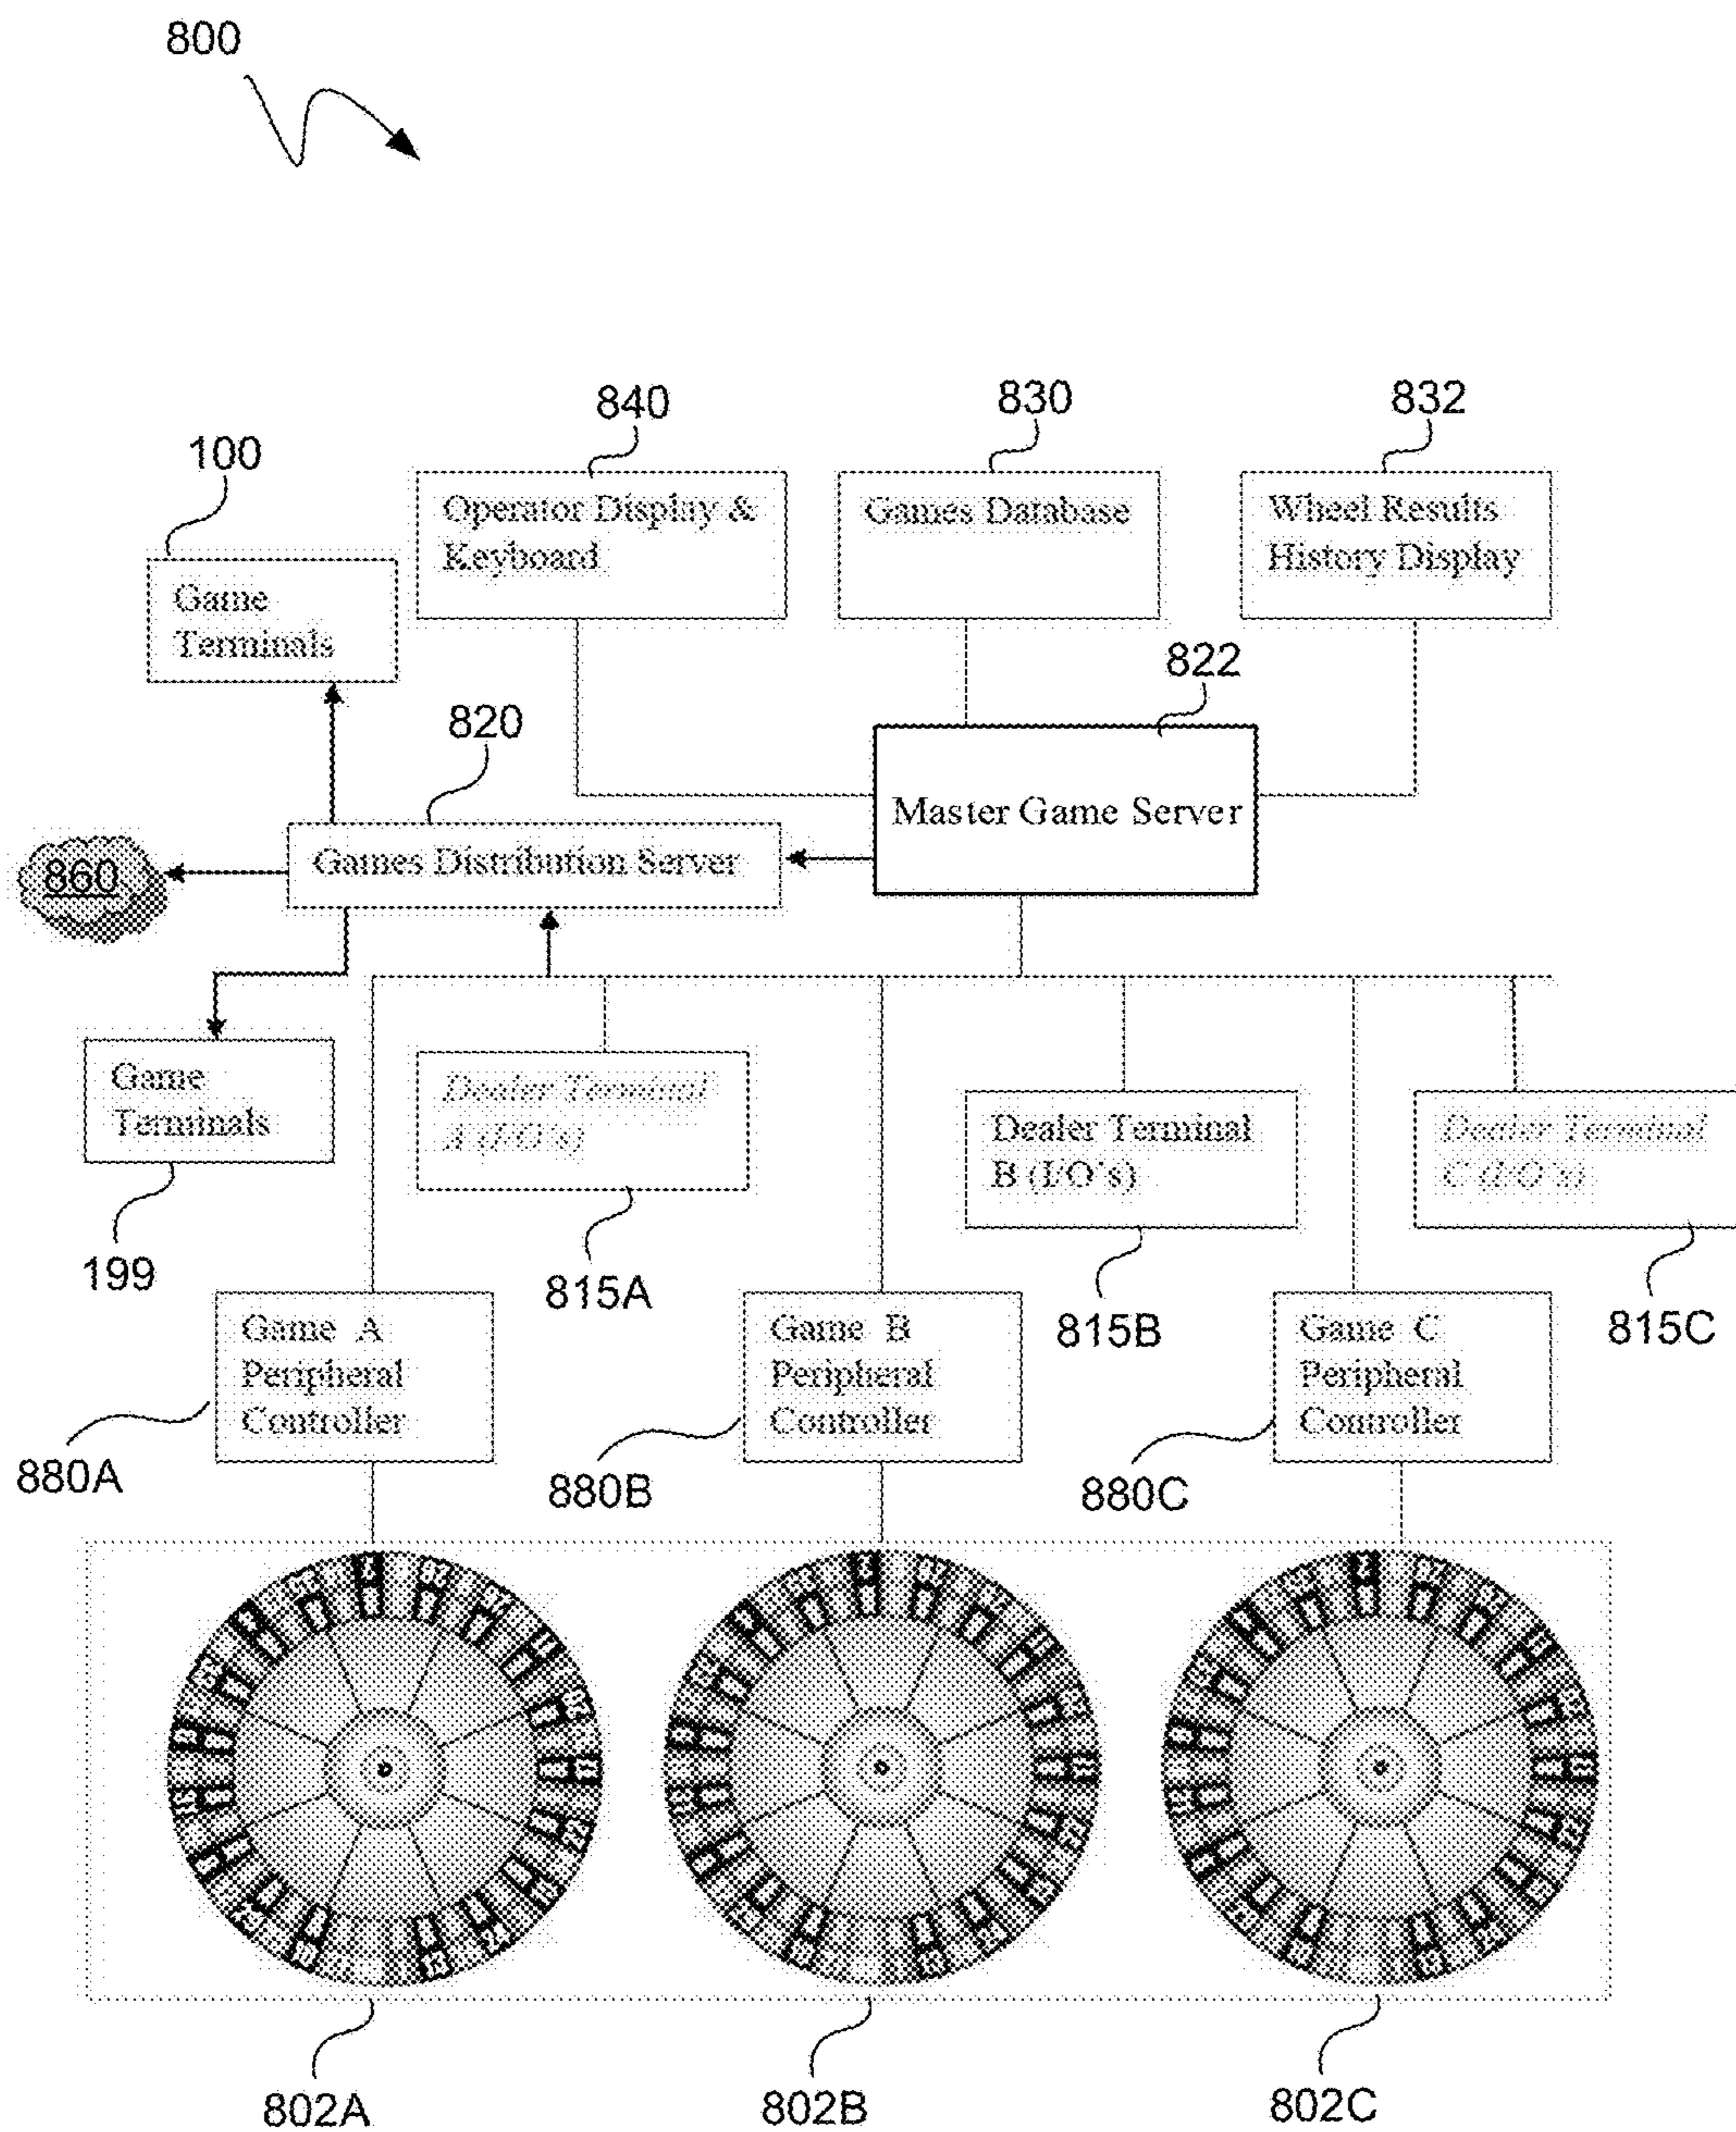 800
840
830
832
100
Operator Display &
Keyboard
Games Database
Wheel Results
History Display
Game
Terminals
822
820
Master Game Server
Games Distribution Server
860
Game
Terminals
199
Dealer Terminal
A (I/O's)
815A
Dealer Terminal
B (I/O's)
815B
Dealer Terminal
C (I/O's)
815C
Game A
Peripheral
Controller
880A
Game B
Peripheral
Controller
880B
Game C
Peripheral
Controller
880C
802A
802B
802C